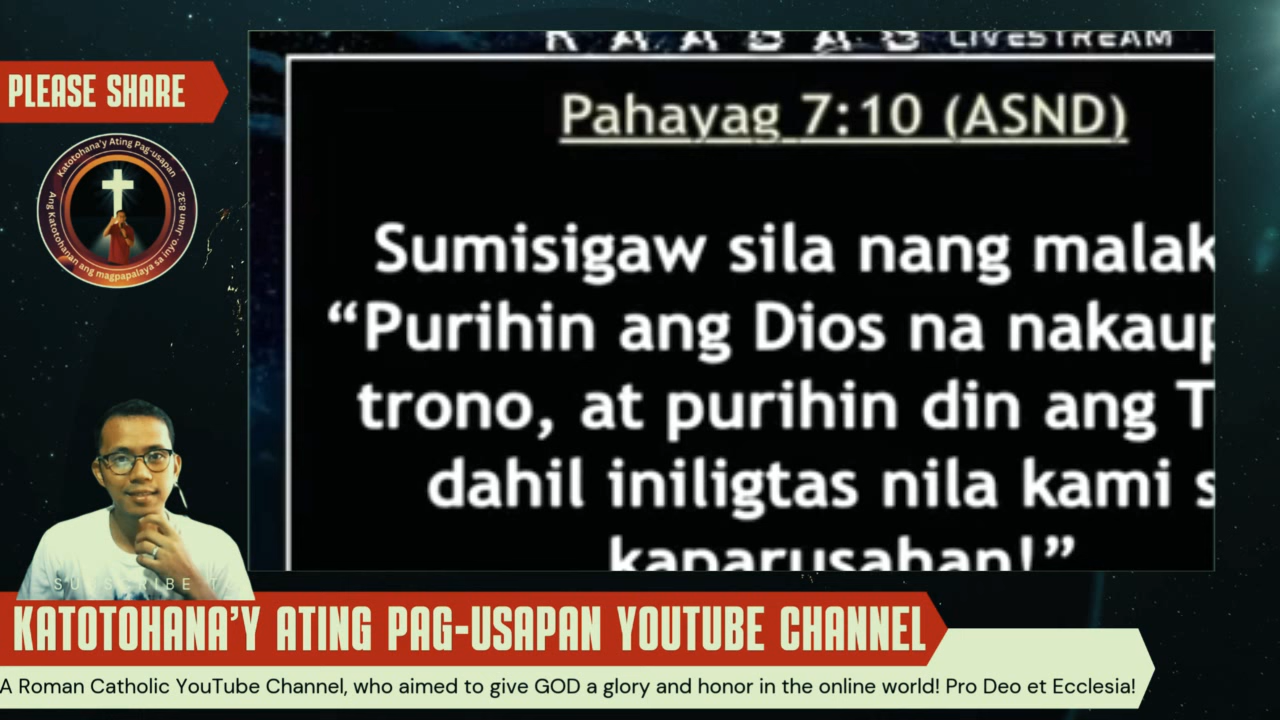 KAABAG LIVESTREAM
PLEASE SHARE
Katotohana'y Ating Pag-usapan
Ang Katotohanan ang magpapalaya sa inyo. Juan 8:32
Pahayag 7:10 (ASND)
Sumisigaw sila nang malak
“Purihin ang Dios na nakaup
trono, at purihin din ang T
dahil iniligtas nila kami s
kaparusahan!”
SUBSCRIBE
KATOTOHANA'Y ATING PAG-USAPAN YOUTUBE CHANNEL
A Roman Catholic YouTube Channel, who aimed to give GOD a glory and honor in the online world! Pro Deo et Ecclesia!